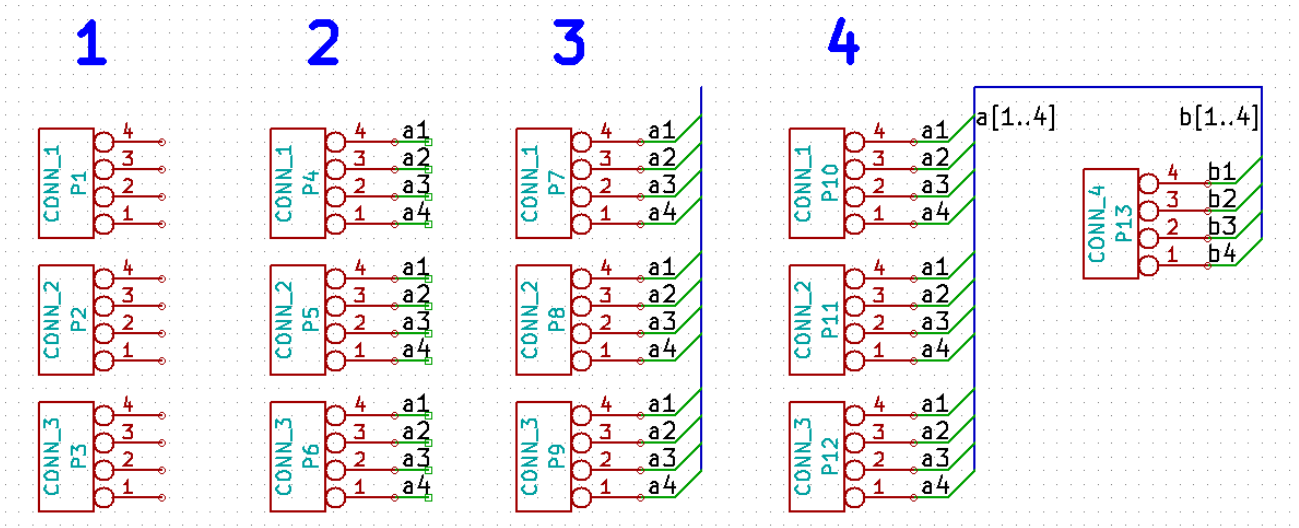 1 2 3 4
a[1..4] b[1..4]
CONN_1 P1 4 3 2 1
CONN_1 P4 4 a1 3 a2 2 a3 1 a4
CONN_1 P7 4 a1 3 a2 2 a3 1 a4
CONN_1 P10 4 a1 3 a2 2 a3 1 a4
CONN_4 P13 4 b1 3 b2 2 b3 1 b4
CONN_2 P2 4 3 2 1
CONN_2 P5 4 a1 3 a2 2 a3 1 a4
CONN_2 P8 4 a1 3 a2 2 a3 1 a4
CONN_2 P11 4 a1 3 a2 2 a3 1 a4
CONN_3 P3 4 3 2 1
CONN_3 P6 4 a1 3 a2 2 a3 1 a4
CONN_3 P9 4 a1 3 a2 2 a3 1 a4
CONN_3 P12 4 a1 3 a2 2 a3 1 a4